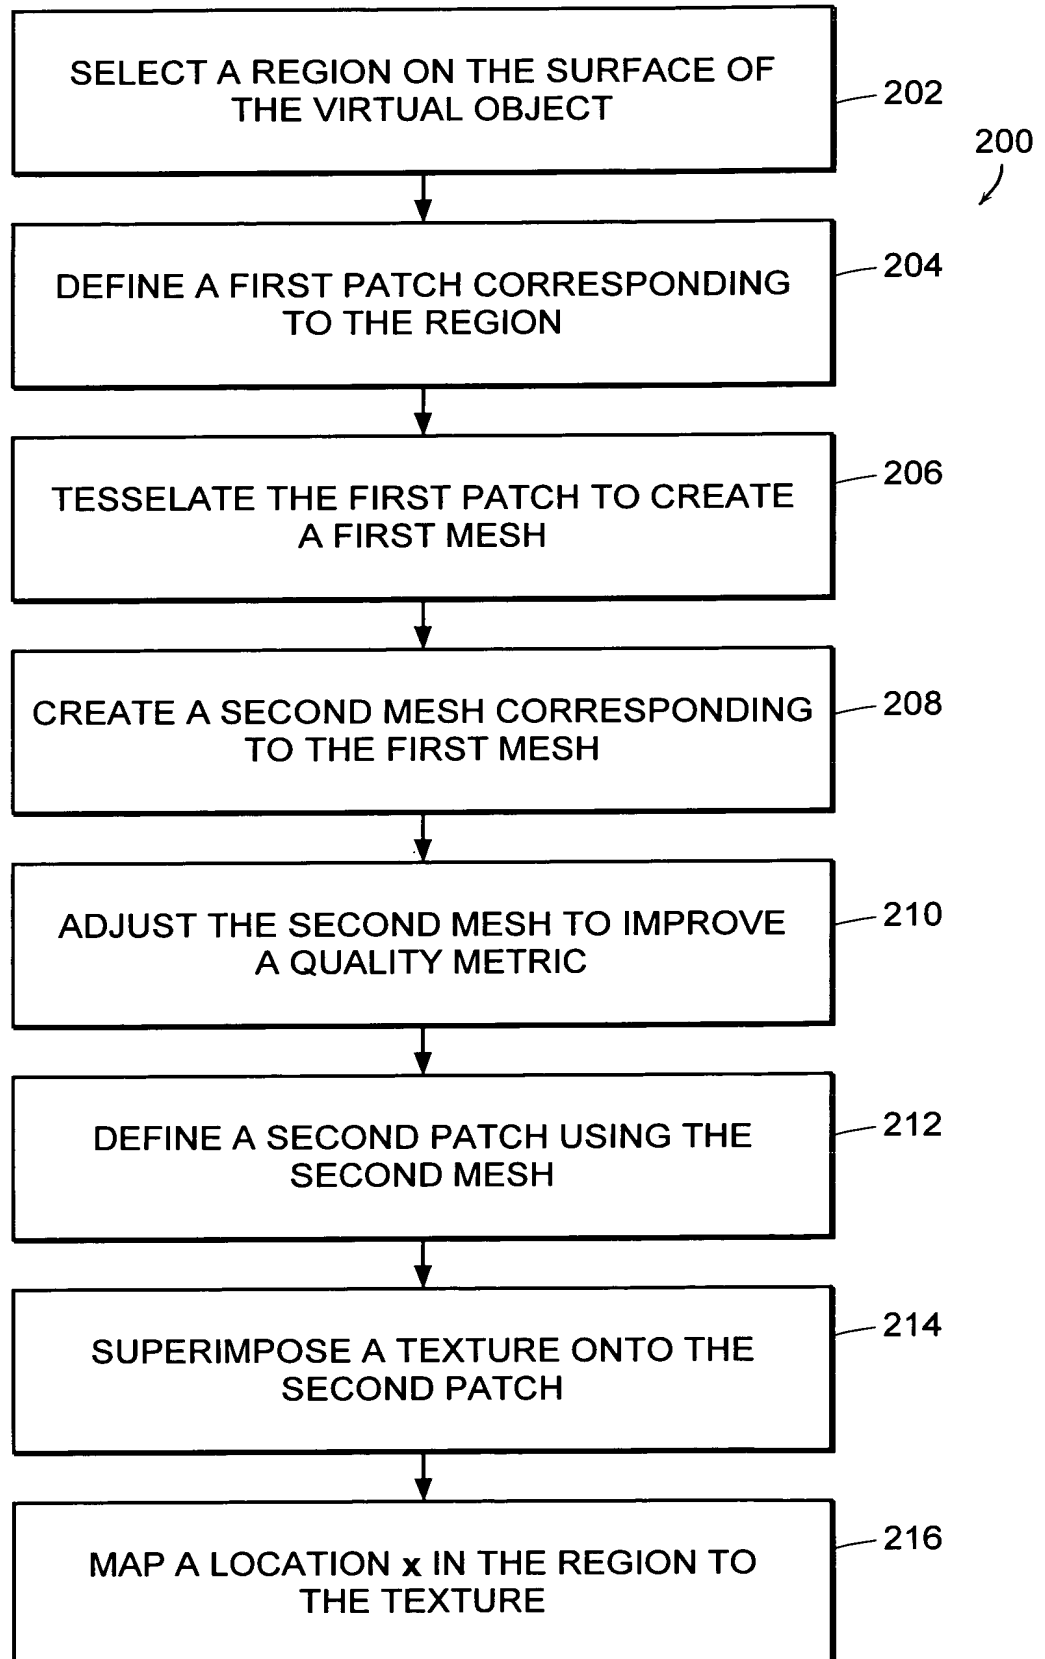 SELECT A REGION ON THE SURFACE OF
THE VIRTUAL OBJECT
202
200
DEFINE A FIRST PATCH CORRESPONDING
TO THE REGION
204
TESSELATE THE FIRST PATCH TO CREATE
A FIRST MESH
206
CREATE A SECOND MESH CORRESPONDING
TO THE FIRST MESH
208
ADJUST THE SECOND MESH TO IMPROVE
A QUALITY METRIC
210
DEFINE A SECOND PATCH USING THE
SECOND MESH
212
SUPERIMPOSE A TEXTURE ONTO THE
SECOND PATCH
214
MAP A LOCATION x IN THE REGION TO
THE TEXTURE
216